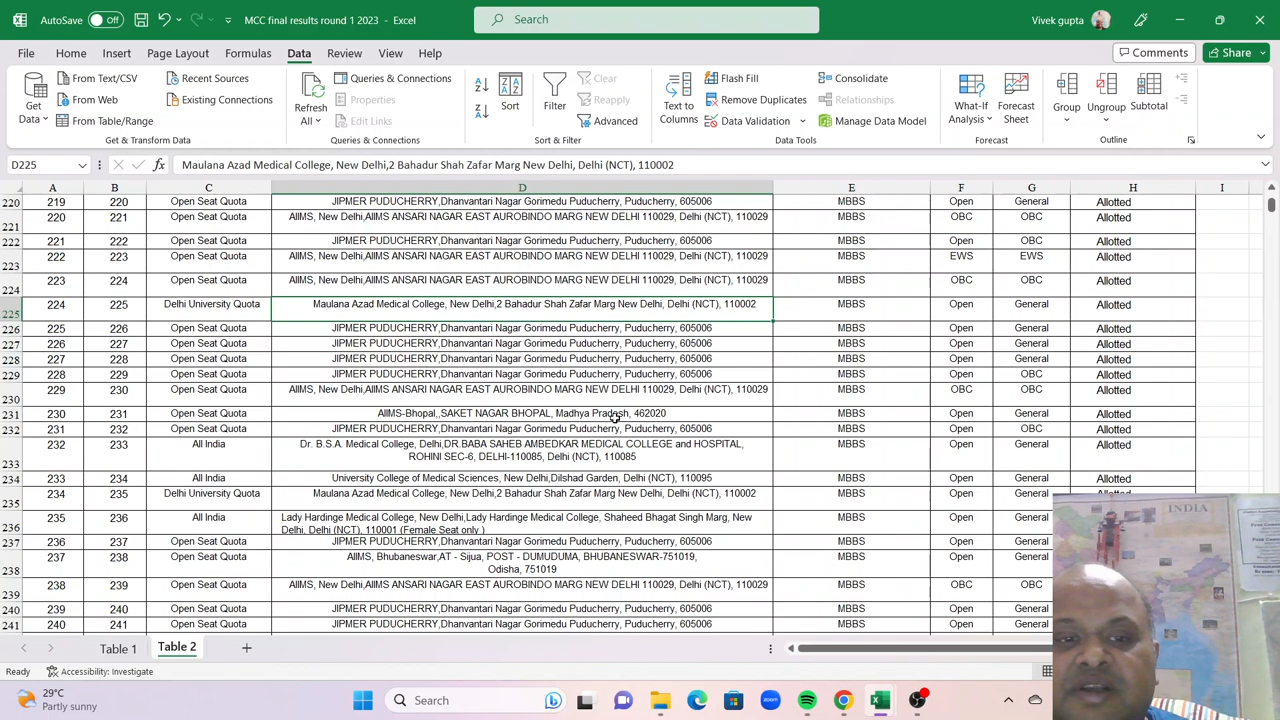 AutoSave Off MCC final results round 1 2023 - Excel Search Vivek gupta
File Home Insert Page Layout Formulas Data Review View Help Comments Share
Get Data
From Text/CSV
From Web
From Table/Range
Recent Sources
Existing Connections
Get & Transform Data
Refresh All
Queries & Connections
Properties
Edit Links
Queries & Connections
Sort
Filter
Clear
Reapply
Advanced
Sort & Filter
Text to Columns
Flash Fill
Remove Duplicates
Data Validation
Consolidate
Relationships
Manage Data Model
Data Tools
What-If Analysis
Forecast Sheet
Forecast
Group
Ungroup
Subtotal
Outline
D225 fx Maulana Azad Medical College, New Delhi,2 Bahadur Shah Zafar Marg New Delhi, Delhi (NCT), 110002
A B C D E F G H I
220 219 220 Open Seat Quota JIPMER PUDUCHERRY,Dhanvantari Nagar Gorimedu Puducherry, Puducherry, 605006 MBBS Open General Allotted
220 221 Open Seat Quota AIIMS, New Delhi,AIIMS ANSARI NAGAR EAST AUROBINDO MARG NEW DELHI 110029, Delhi (NCT), 110029 MBBS OBC OBC Allotted
222 221 222 Open Seat Quota JIPMER PUDUCHERRY,Dhanvantari Nagar Gorimedu Puducherry, Puducherry, 605006 MBBS Open OBC Allotted
223 222 223 Open Seat Quota AIIMS, New Delhi,AIIMS ANSARI NAGAR EAST AUROBINDO MARG NEW DELHI 110029, Delhi (NCT), 110029 MBBS EWS EWS Allotted
224 223 224 Open Seat Quota AIIMS, New Delhi,AIIMS ANSARI NAGAR EAST AUROBINDO MARG NEW DELHI 110029, Delhi (NCT), 110029 MBBS OBC OBC Allotted
225 224 225 Delhi University Quota Maulana Azad Medical College, New Delhi,2 Bahadur Shah Zafar Marg New Delhi, Delhi (NCT), 110002 MBBS Open General Allotted
226 225 226 Open Seat Quota JIPMER PUDUCHERRY,Dhanvantari Nagar Gorimedu Puducherry, Puducherry, 605006 MBBS Open General Allotted
227 226 227 Open Seat Quota JIPMER PUDUCHERRY,Dhanvantari Nagar Gorimedu Puducherry, Puducherry, 605006 MBBS Open General Allotted
228 227 228 Open Seat Quota JIPMER PUDUCHERRY,Dhanvantari Nagar Gorimedu Puducherry, Puducherry, 605006 MBBS Open General Allotted
229 228 229 Open Seat Quota JIPMER PUDUCHERRY,Dhanvantari Nagar Gorimedu Puducherry, Puducherry, 605006 MBBS Open General Allotted
230 229 230 Open Seat Quota AIIMS, New Delhi,AIIMS ANSARI NAGAR EAST AUROBINDO MARG NEW DELHI 110029, Delhi (NCT), 110029 MBBS OBC OBC Allotted
231 230 231 Open Seat Quota AIIMS-Bhopal,,SAKET NAGAR BHOPAL, Madhya Pradesh, 462020 MBBS Open General Allotted
232 231 232 Open Seat Quota JIPMER PUDUCHERRY,Dhanvantari Nagar Gorimedu Puducherry, Puducherry, 605006 MBBS Open General Allotted
233 232 233 All India Dr. B.S.A. Medical College, Delhi,DR.BABA SAHEB AMBEDKAR MEDICAL COLLEGE and HOSPITAL, MBBS Open General Allotted
ROHINI SEC-6, DELHI-110085, Delhi (NCT), 110085
234 233 234 All India University College of Medical Sciences, New Delhi,Dilshad Garden, Delhi (NCT), 110095 MBBS Open General Allotted
235 234 235 Delhi University Quota Maulana Azad Medical College, New Delhi,2 Bahadur Shah Zafar Marg New Delhi, Delhi (NCT), 110002 MBBS Open General
236 235 236 All India Lady Hardinge Medical College, New Delhi,Lady Hardinge Medical College, Shaheed Bhagat Singh Marg, New MBBS Open General
Delhi, Delhi (NCT), 110001 (Female Seat only )
237 236 237 Open Seat Quota JIPMER PUDUCHERRY,Dhanvantari Nagar Gorimedu Puducherry, Puducherry, 605006 MBBS Open General
238 237 238 Open Seat Quota AIIMS, Bhubaneswar,AT - Sijua, POST - DUMUDUMA, BHUBANESWAR-751019, MBBS Open General
Odisha, 751019
239 238 239 Open Seat Quota AIIMS, New Delhi,AIIMS ANSARI NAGAR EAST AUROBINDO MARG NEW DELHI 110029, Delhi (NCT), 110029 MBBS OBC OBC
240 239 240 Open Seat Quota JIPMER PUDUCHERRY,Dhanvantari Nagar Gorimedu Puducherry, Puducherry, 605006 MBBS Open General
241 240 241 Open Seat Quota JIPMER PUDUCHERRY,Dhanvantari Nagar Gorimedu Puducherry, Puducherry, 605006 MBBS Open General
INDIA
Table 1 Table 2
Ready Accessibility: Investigate
29°C
Partly sunny
Search
zoom